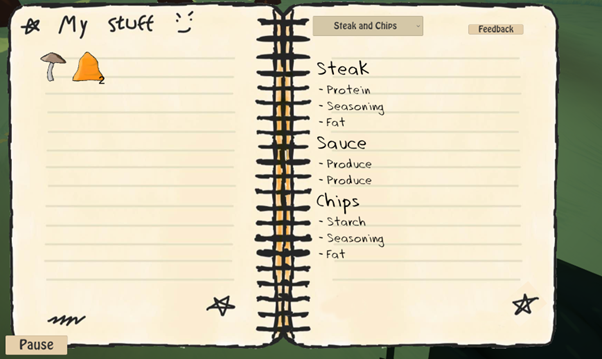 My stuff
2
Steak and Chips
Feedback
Steak
- Protein
- Seasoning
- Fat
Sauce
- Produce
- Produce
Chips
- Starch
- Seasoning
- Fat
Pause